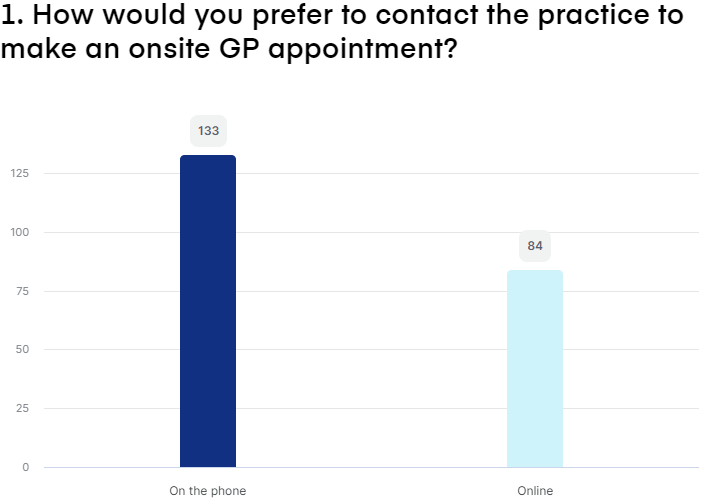 1. How would you prefer to contact the practice to
make an onsite GP appointment?
133
125
100
84
75
50
25
0
On the phone
Online